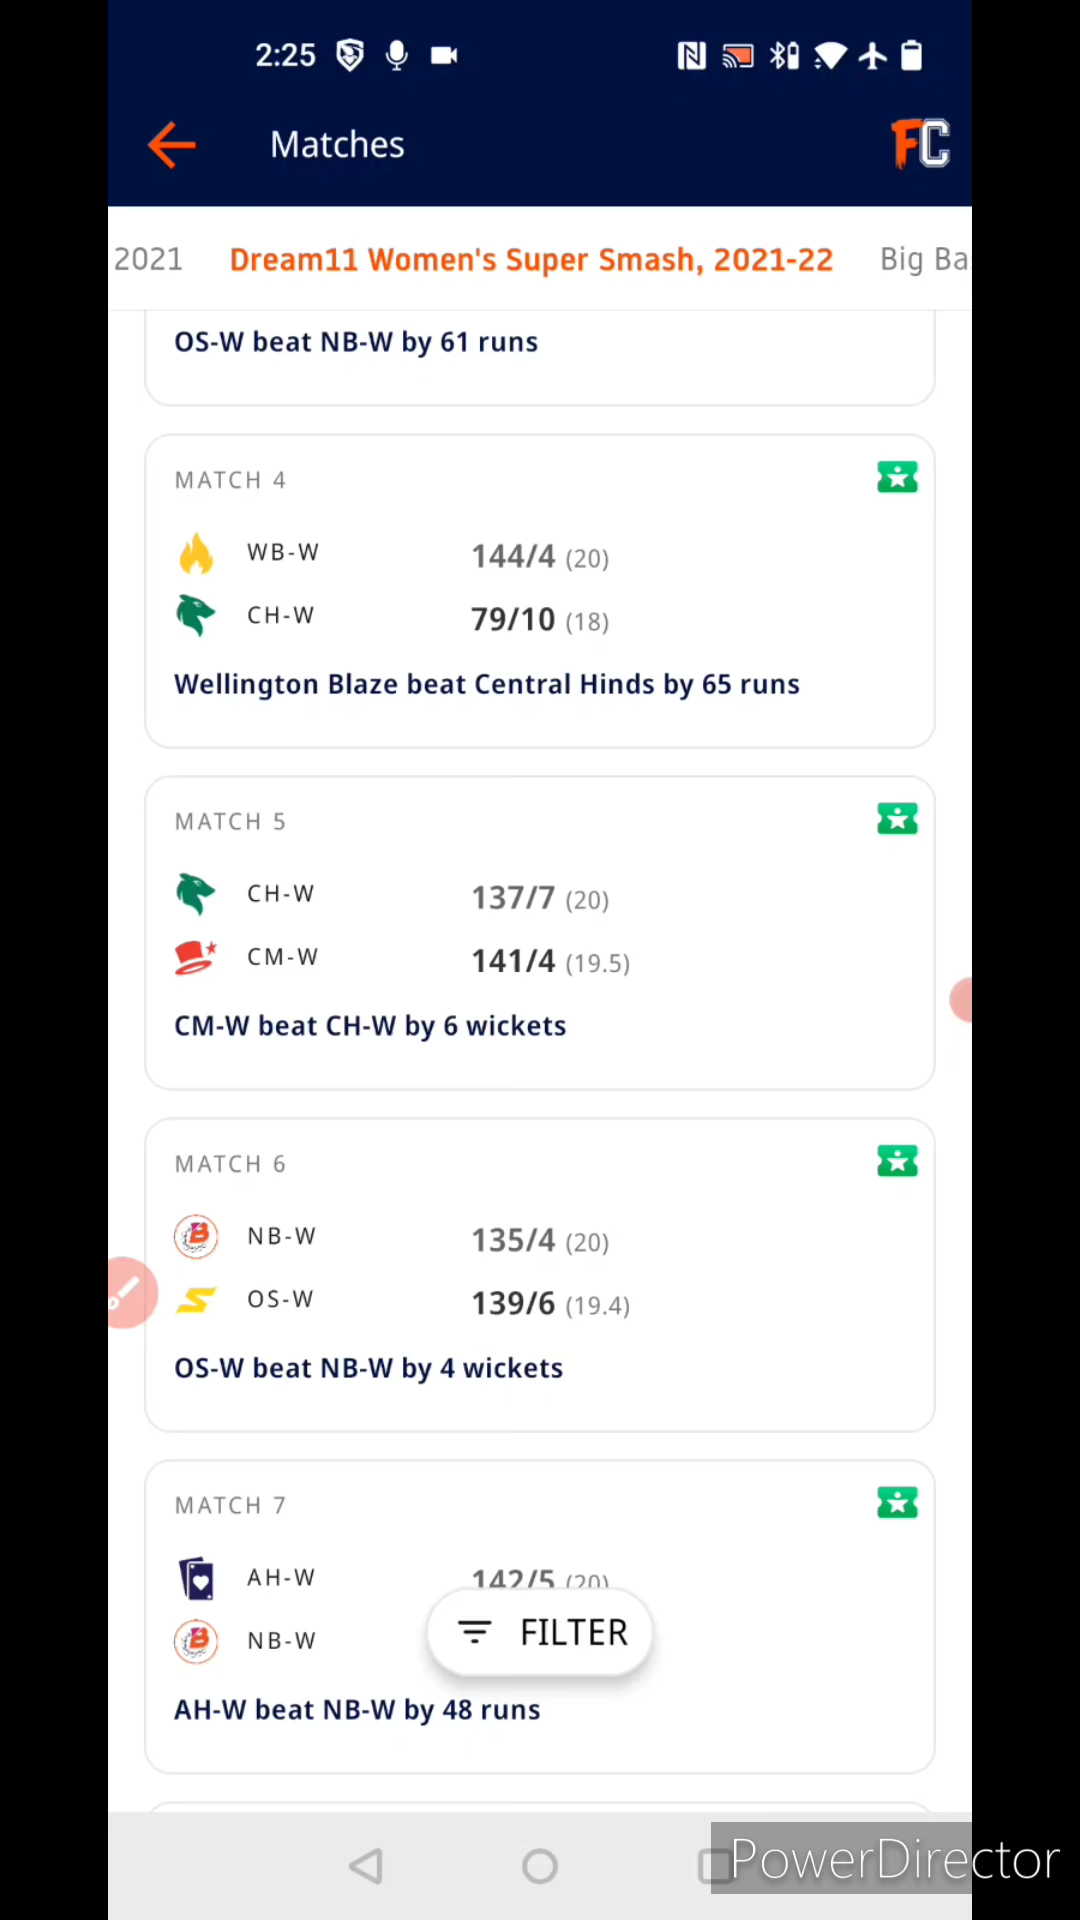 2:25
Matches
FC
2021 Dream11 Women's Super Smash, 2021-22 Big Ba
OS-W beat NB-W by 61 runs
MATCH 4
WB-W 144/4 (20)
CH-W 79/10 (18)
Wellington Blaze beat Central Hinds by 65 runs
MATCH 5
CH-W 137/7 (20)
CM-W 141/4 (19.5)
CM-W beat CH-W by 6 wickets
MATCH 6
NB-W 135/4 (20)
OS-W 139/6 (19.4)
OS-W beat NB-W by 4 wickets
MATCH 7
AH-W 142/5 (20)
NB-W
FILTER
AH-W beat NB-W by 48 runs
PowerDirector